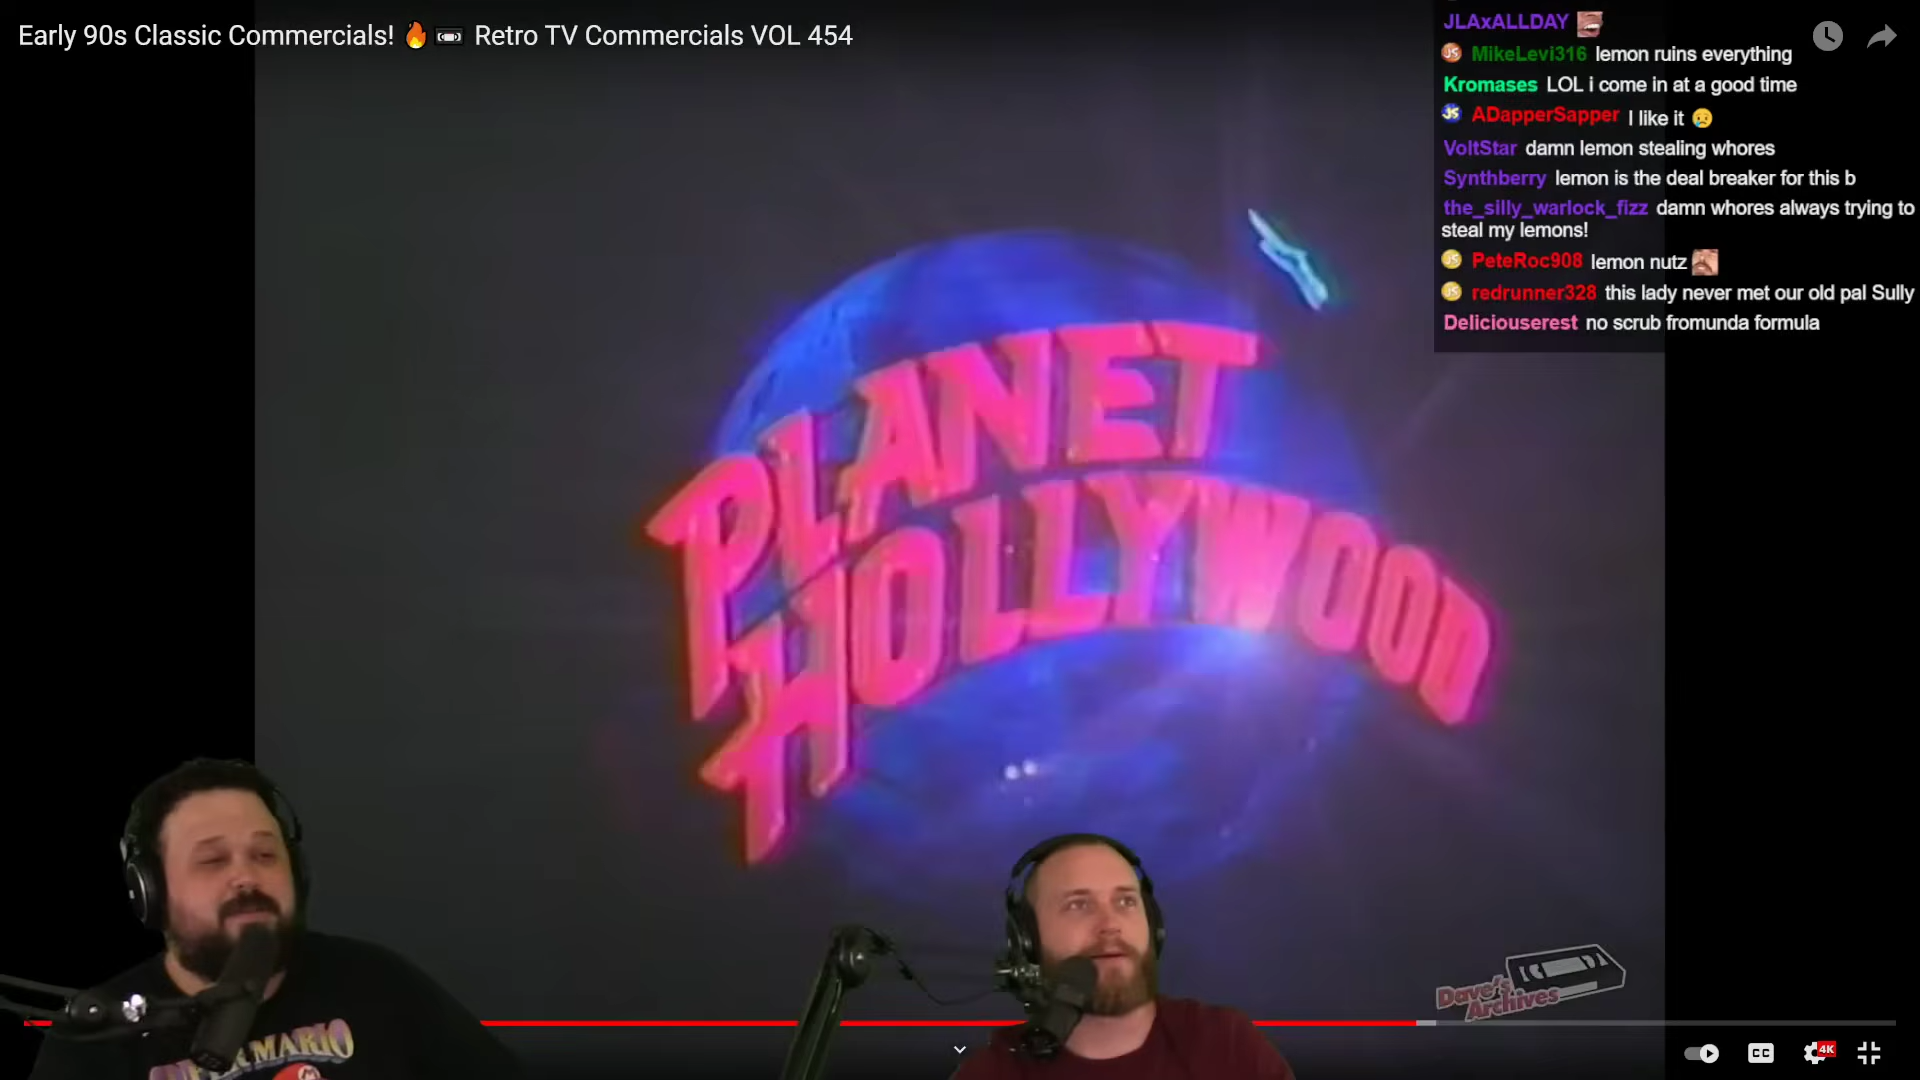 Early 90s Classic Commercials! 🔥📼 Retro TV Commercials VOL 454
JLAxALLDAY
MikeLevi316 lemon ruins everything
Kromases LOL i come in at a good time
ADapperSapper I like it 😥
VoltStar damn lemon stealing whores
Synthberry lemon is the deal breaker for this b
the_silly_warlock_fizz damn whores always trying to
steal my lemons!
PeteRoc908 lemon nutz
redrunner328 this lady never met our old pal Sully
Deliciouserest no scrub fromunda formula
PLANET
HOLLYWOOD
Dave's
Archives
MARIO
CC
4K